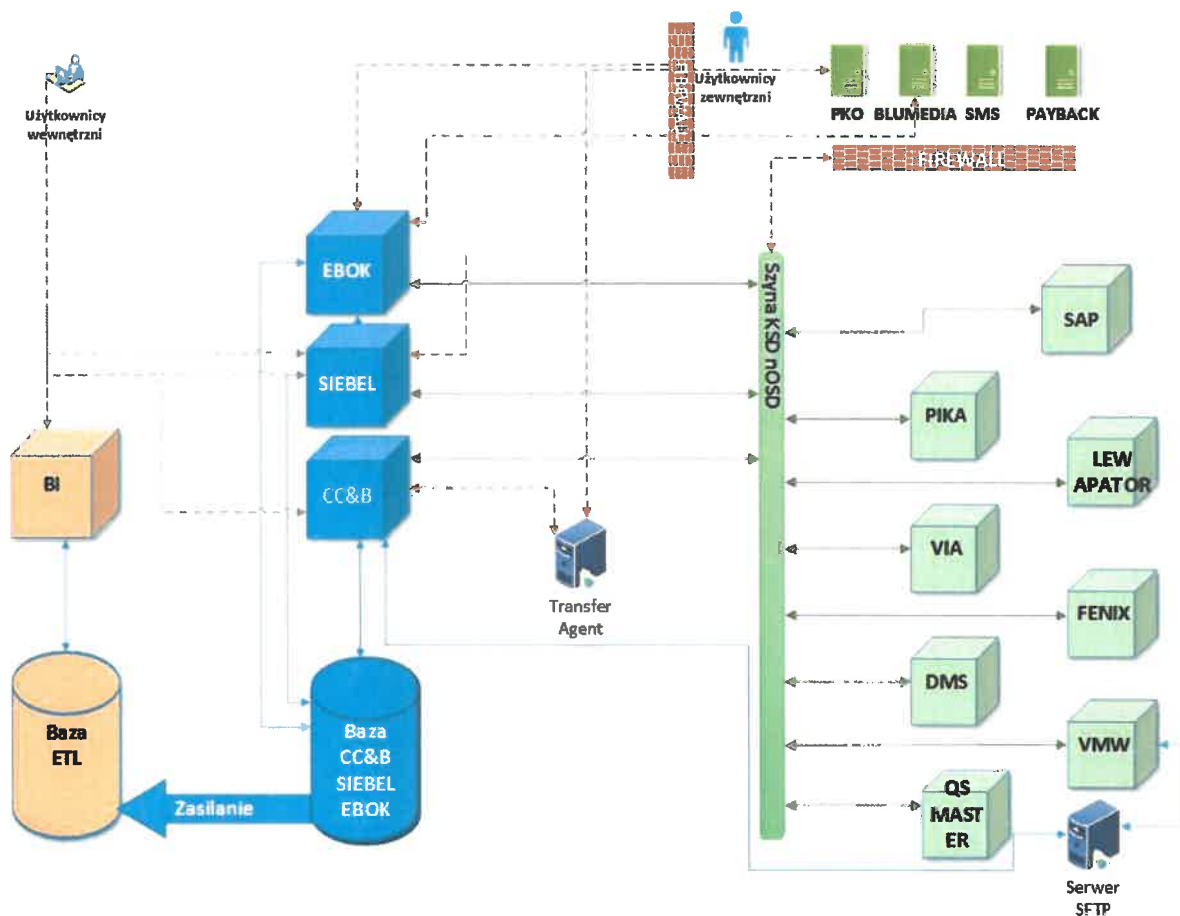 Użytkownicy
wewnętrzni
FIREWALL
Użytkownicy
zewnętrzni
PKO BLUMEDIA SMS PAYBACK
FIREWALL
EBOK
SIEBEL
CC&B
BI
Szyna KSD nOSD
SAP
PIKA
LEW
APATOR
VIA
FENIX
DMS
VMW
QS
MAST
ER
Transfer
Agent
Baza
ETL
Zasilanie
Baza
CC&B
SIEBEL
EBOK
Serwer
SFTP